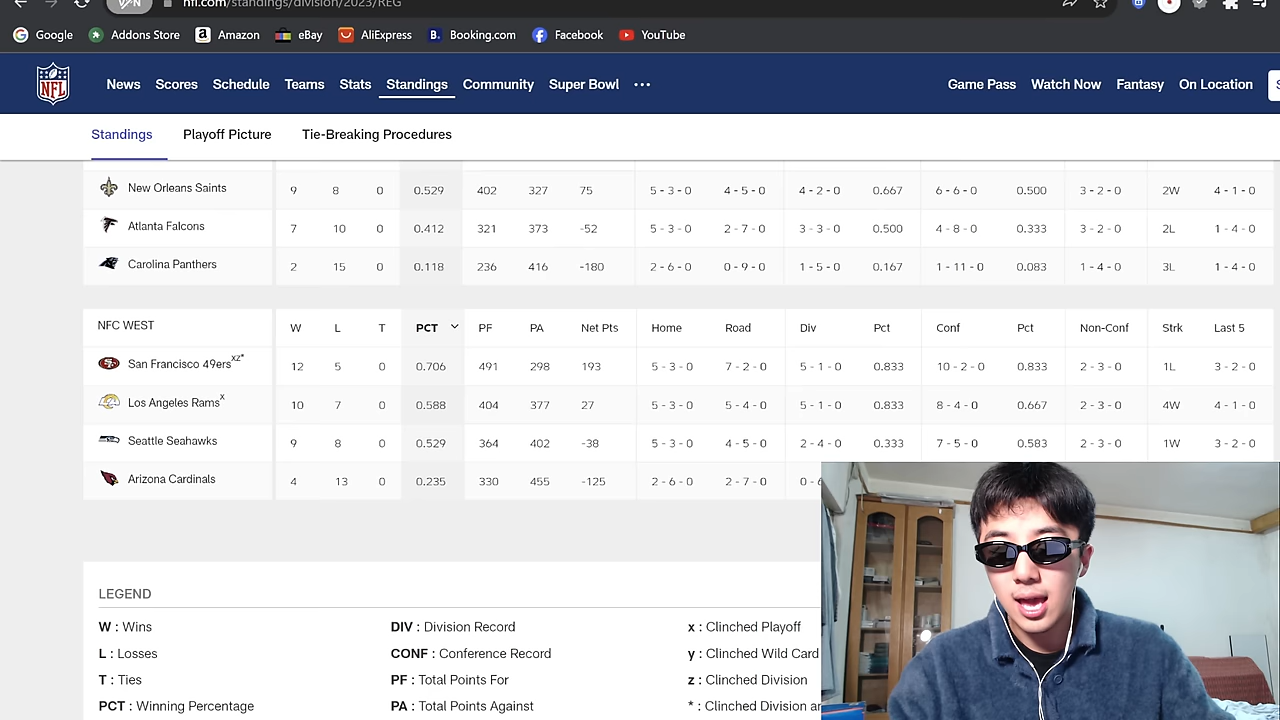 nfl.com/standings/division/2023/REG
Google Addons Store Amazon eBay AliExpress Booking.com Facebook YouTube
NFL News Scores Schedule Teams Stats Standings Community Super Bowl ... Game Pass Watch Now Fantasy On Location
Standings Playoff Picture Tie-Breaking Procedures
New Orleans Saints 9 8 0 0.529 402 327 75 5 - 3 - 0 4 - 5 - 0 4 - 2 - 0 0.667 6 - 6 - 0 0.500 3 - 2 - 0 2W 4 - 1 - 0
Atlanta Falcons 7 10 0 0.412 321 373 -52 5 - 3 - 0 2 - 7 - 0 3 - 3 - 0 0.500 4 - 8 - 0 0.333 3 - 2 - 0 2L 1 - 4 - 0
Carolina Panthers 2 15 0 0.118 236 416 -180 2 - 6 - 0 0 - 9 - 0 1 - 5 - 0 0.167 1 - 11 - 0 0.083 1 - 4 - 0 3L 1 - 4 - 0
NFC WEST W L T PCT PF PA Net Pts Home Road Div Pct Conf Pct Non-Conf Strk Last 5
San Francisco 49ers xz* 12 5 0 0.706 491 298 193 5 - 3 - 0 7 - 2 - 0 5 - 1 - 0 0.833 10 - 2 - 0 0.833 2 - 3 - 0 1L 3 - 2 - 0
Los Angeles Rams x 10 7 0 0.588 404 377 27 5 - 3 - 0 5 - 4 - 0 5 - 1 - 0 0.833 8 - 4 - 0 0.667 2 - 3 - 0 4W 4 - 1 - 0
Seattle Seahawks 9 8 0 0.529 364 402 -38 5 - 3 - 0 4 - 5 - 0 2 - 4 - 0 0.333 7 - 5 - 0 0.583 2 - 3 - 0 1W 3 - 2 - 0
Arizona Cardinals 4 13 0 0.235 330 455 -125 2 - 6 - 0 2 - 7 - 0 0 - 6
LEGEND
W : Wins DIV : Division Record x : Clinched Playoff
L : Losses CONF : Conference Record y : Clinched Wild Card
T : Ties PF : Total Points For z : Clinched Division
PCT : Winning Percentage PA : Total Points Against * : Clinched Division